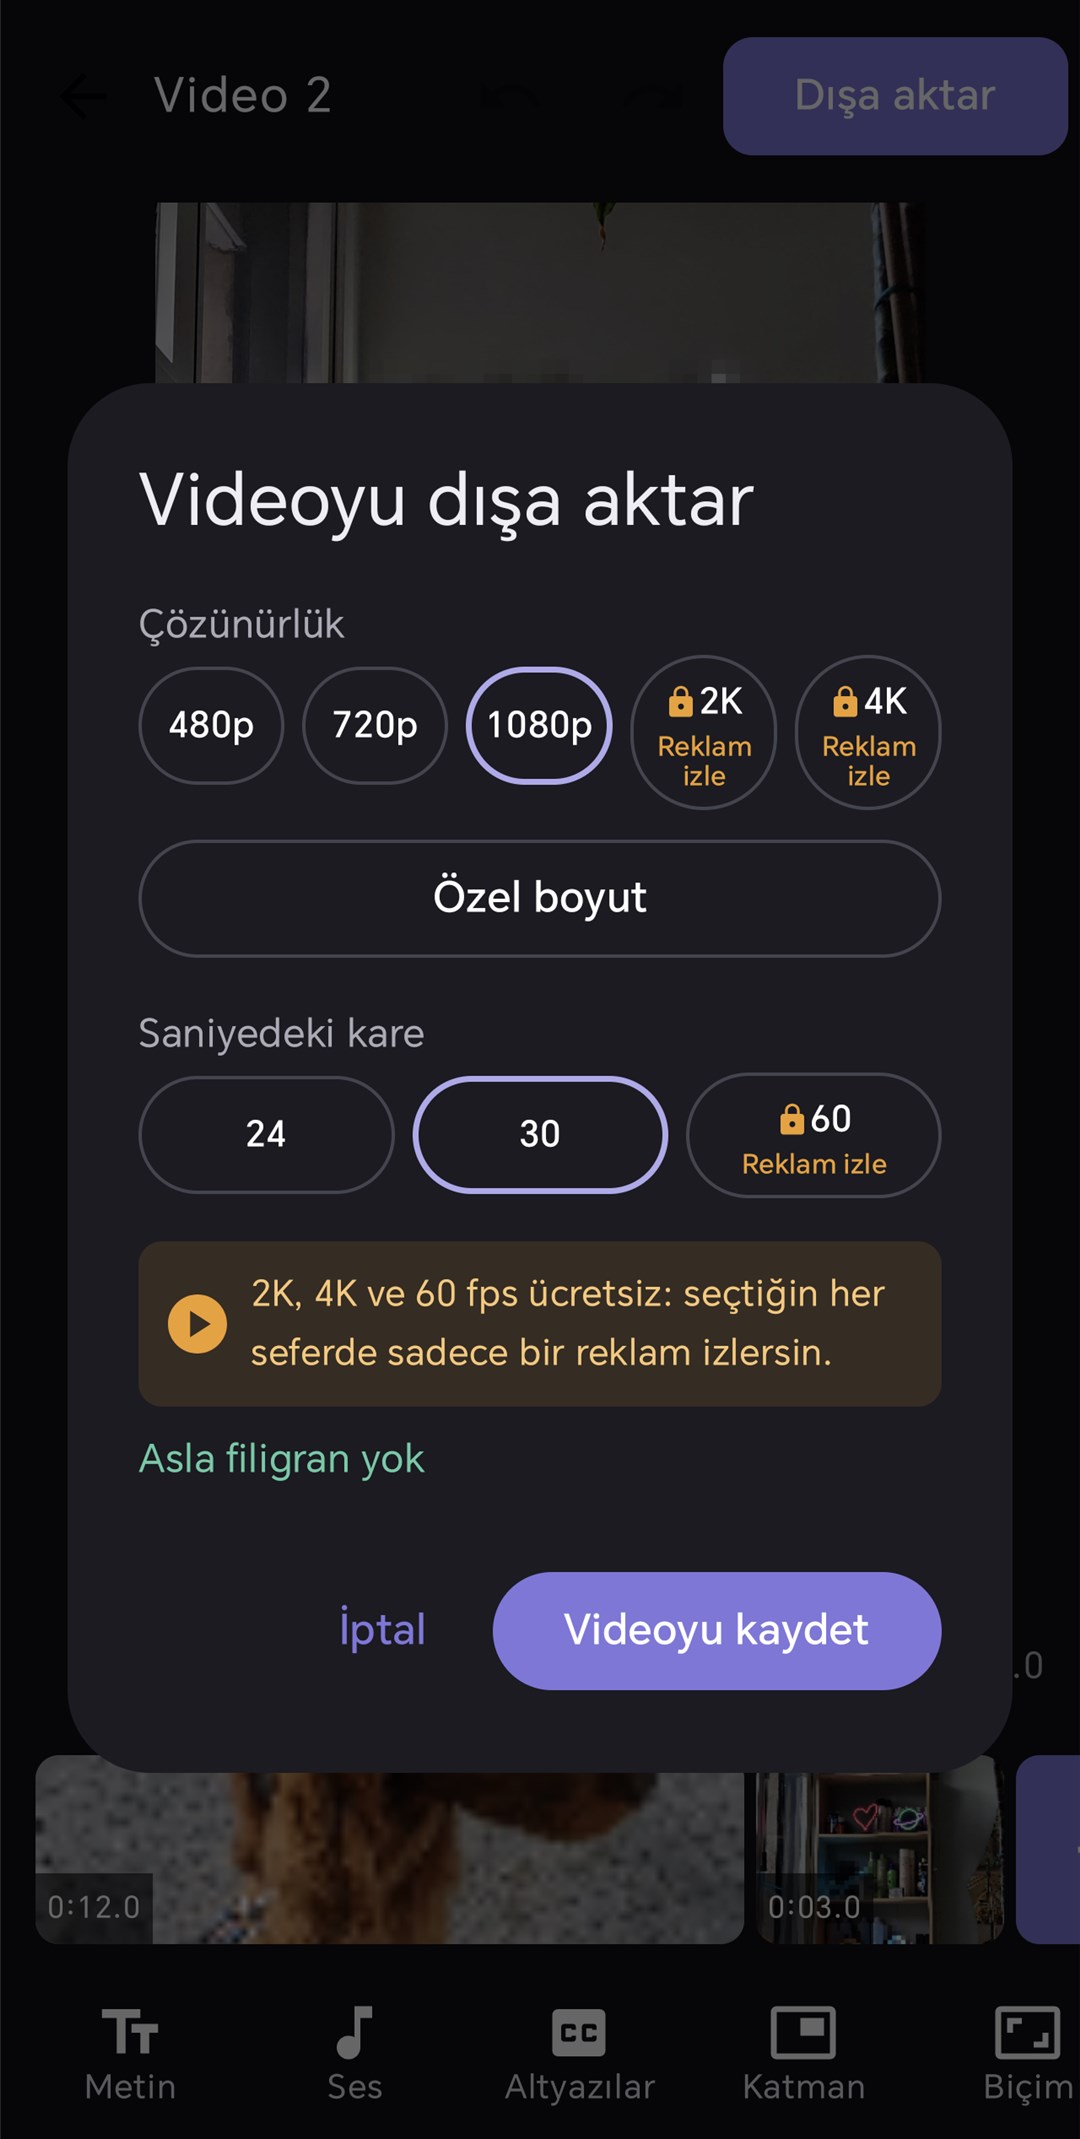 Video 2
Dışa aktar
Videoyu dışa aktar
Çözünürlük
480p
720p
1080p
2K
Reklam
izle
4K
Reklam
izle
Özel boyut
Saniyedeki kare
24
30
60
Reklam izle
2K, 4K ve 60 fps ücretsiz: seçtiğin her
seferde sadece bir reklam izlersin.
Asla filigran yok
İptal
Videoyu kaydet
.0
0:12.0
0:03.0
Metin
Ses
CC
Altyazılar
Katman
Biçim